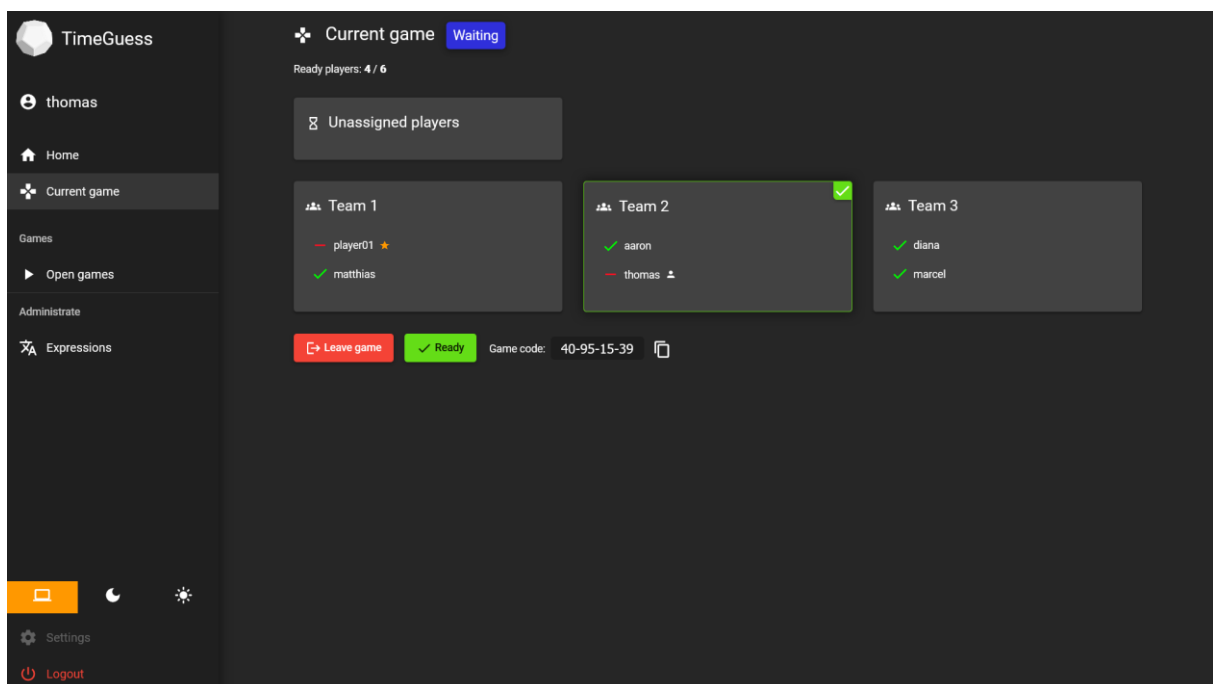 TimeGuess
thomas
Home
Current game
Games
Open games
Administrate
Expressions
Settings
Logout
Current game Waiting
Ready players: 4 / 6
Unassigned players
Team 1
player01
matthias
Team 2
aaron
thomas
Team 3
diana
marcel
Leave game Ready Game code: 40-95-15-39